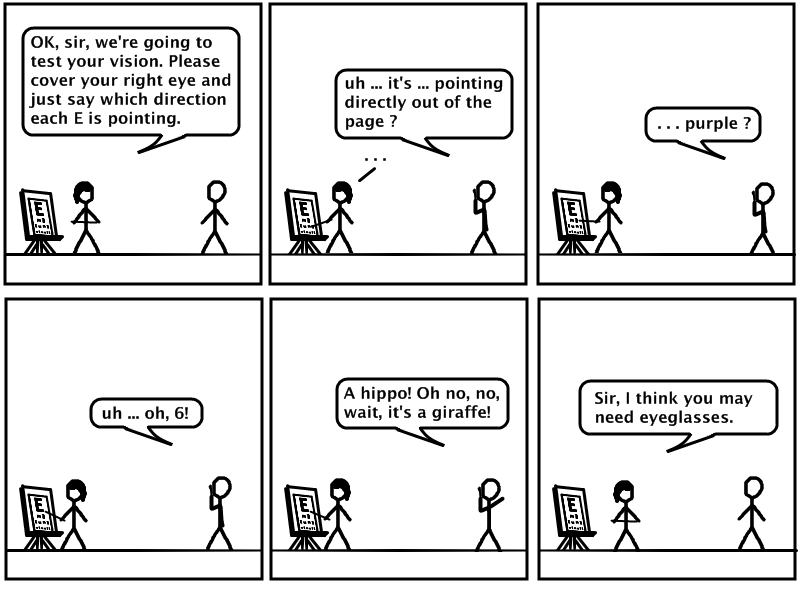 OK, sir, we're going to
test your vision. Please
cover your right eye and
just say which direction
each E is pointing.
uh ... it's ... pointing
directly out of the
page ?
...
E
. . . purple ?
E
E
uh ... oh, 6!
E
A hippo! Oh no, no,
wait, it's a giraffe!
E
Sir, I think you may
need eyeglasses.
E